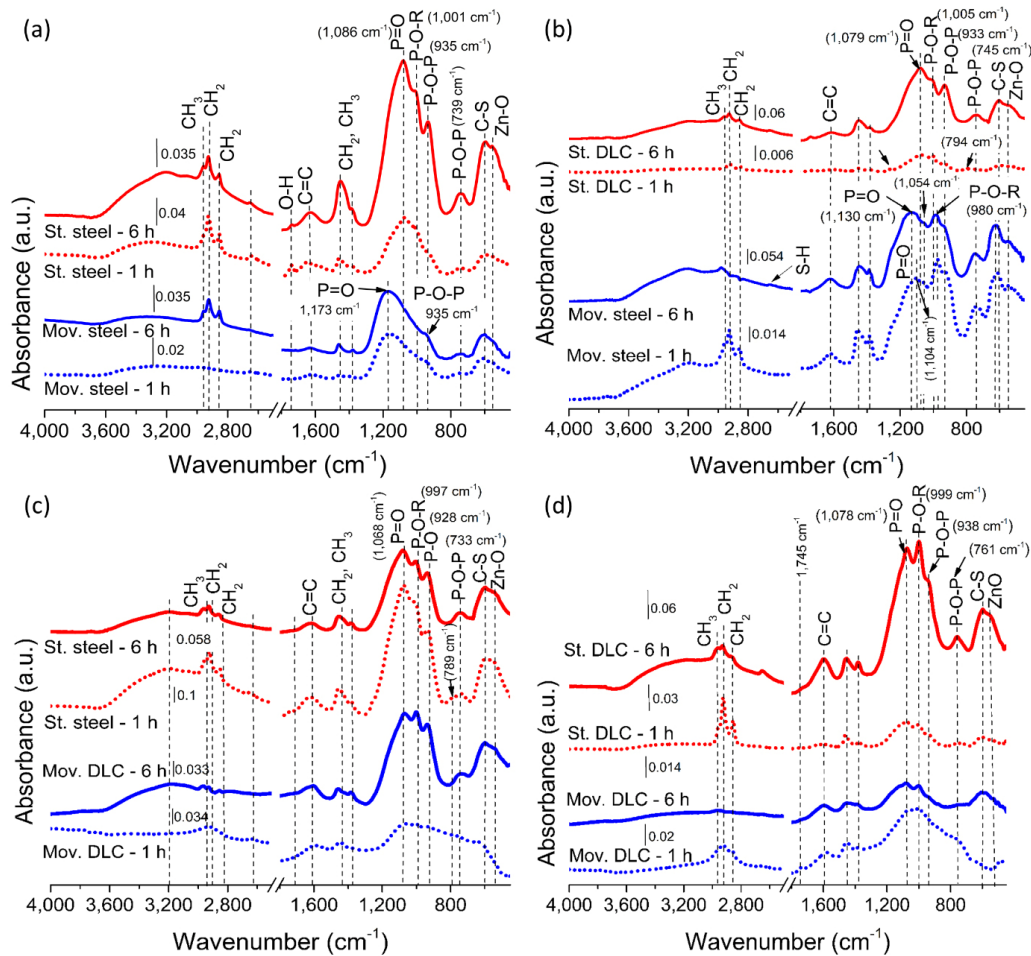 (a)
(1,086 cm⁻¹)
P=O
P-O-R
(1,001 cm⁻¹)
P-O-P
(935 cm⁻¹)
P-O-P
(739 cm⁻¹)
C-S
Zn-O
CH₃
CH₂
CH₂
O-H
C=C
CH₂, CH₃
0.035
St. steel - 6 h
0.04
St. steel - 1 h
0.035
Mov. steel - 6 h
0.02
Mov. steel - 1 h
P=O
1,173 cm⁻¹
P-O-P
935 cm⁻¹
Absorbance (a.u.)
4,000 3,200 2,800 1,600 1,200 800
Wavenumber (cm⁻¹)
(b)
(1,079 cm⁻¹)
P=O
P-O-R
(1,005 cm⁻¹)
P-O-P
(933 cm⁻¹)
P-O-P
(745 cm⁻¹)
C-S
Zn-O
CH₃
CH₂
CH₂
C=C
0.06
St. DLC - 6 h
0.006
St. DLC - 1 h
(794 cm⁻¹)
P=O
(1,130 cm⁻¹)
(1,054 cm⁻¹)
P-O-R
(980 cm⁻¹)
P=O
(1,104 cm⁻¹)
0.054
S-H
Mov. steel - 6 h
0.014
Mov. steel - 1 h
Absorbance (a.u.)
4,000 3,600 3,200 2,800 1,600 1,200 800
Wavenumber (cm⁻¹)
(c)
(1,068 cm⁻¹)
P=O
P-O-R
(997 cm⁻¹)
P-O
(928 cm⁻¹)
P-O-P
(733 cm⁻¹)
C-S
Zn-O
CH₃
CH₂
CH₂
C=C
CH₂, CH₃
St. steel - 6 h
0.058
St. steel - 1 h
0.1
(789 cm⁻¹)
Mov. DLC - 6 h
0.033
0.034
Mov. DLC - 1 h
Absorbance (a.u.)
4,000 3,600 3,200 2,800 1,600 1,200 800
Wavenumber (cm⁻¹)
(d)
1,745 cm⁻¹
(1,078 cm⁻¹)
P=O
P-O-R
(999 cm⁻¹)
P-O-P
(938 cm⁻¹)
P-O-P
(761 cm⁻¹)
C-S
ZnO
CH₃
CH₂
CH₂
C=C
0.06
St. DLC - 6 h
0.03
St. DLC - 1 h
0.014
Mov. DLC - 6 h
0.02
Mov. DLC - 1 h
Absorbance (a.u.)
4,000 3,600 3,200 2,800 1,600 1,200 800
Wavenumber (cm⁻¹)